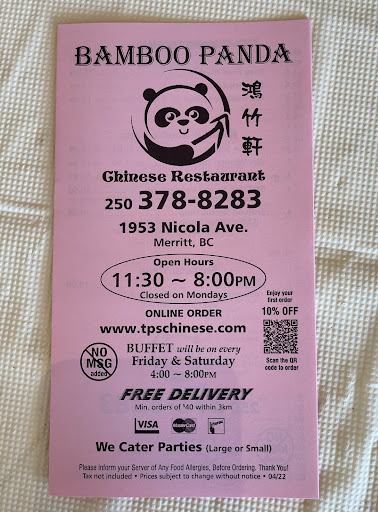 BAMBOO PANDA
鴻竹軒
Chinese Restaurant
250 378-8283
1953 Nicola Ave.
Merritt, BC
Open Hours
11:30 ~ 8:00PM
Closed on Mondays
Enjoy your
first order
10% OFF
Scan the QR
code to order
ONLINE ORDER
www.tpschinese.com
NO
MSG
added
BUFFET will be on every
Friday & Saturday
4:00 ~ 8:00PM
FREE DELIVERY
Min. orders of $40 within 3km
VISA
MasterCard
We Cater Parties (Large or Small)
Please inform your Server of Any Food Allergies, Before Ordering. Thank You!
Tax not included • Prices subject to change without notice • 04/22